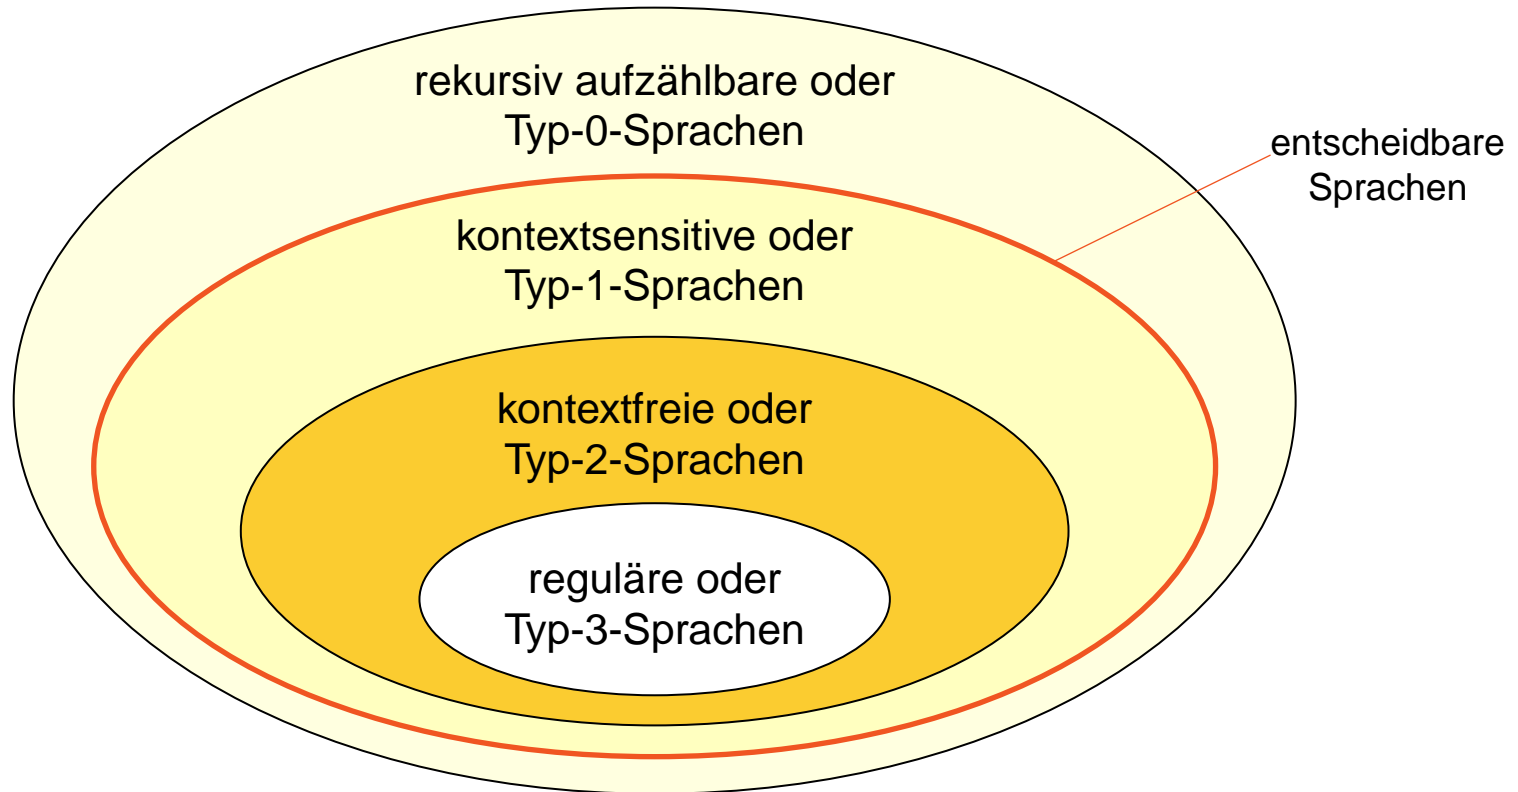 rekursiv aufzählbare oder
Typ-0-Sprachen
entscheidbare
Sprachen
kontextsensitive oder
Typ-1-Sprachen
kontextfreie oder
Typ-2-Sprachen
reguläre oder
Typ-3-Sprachen